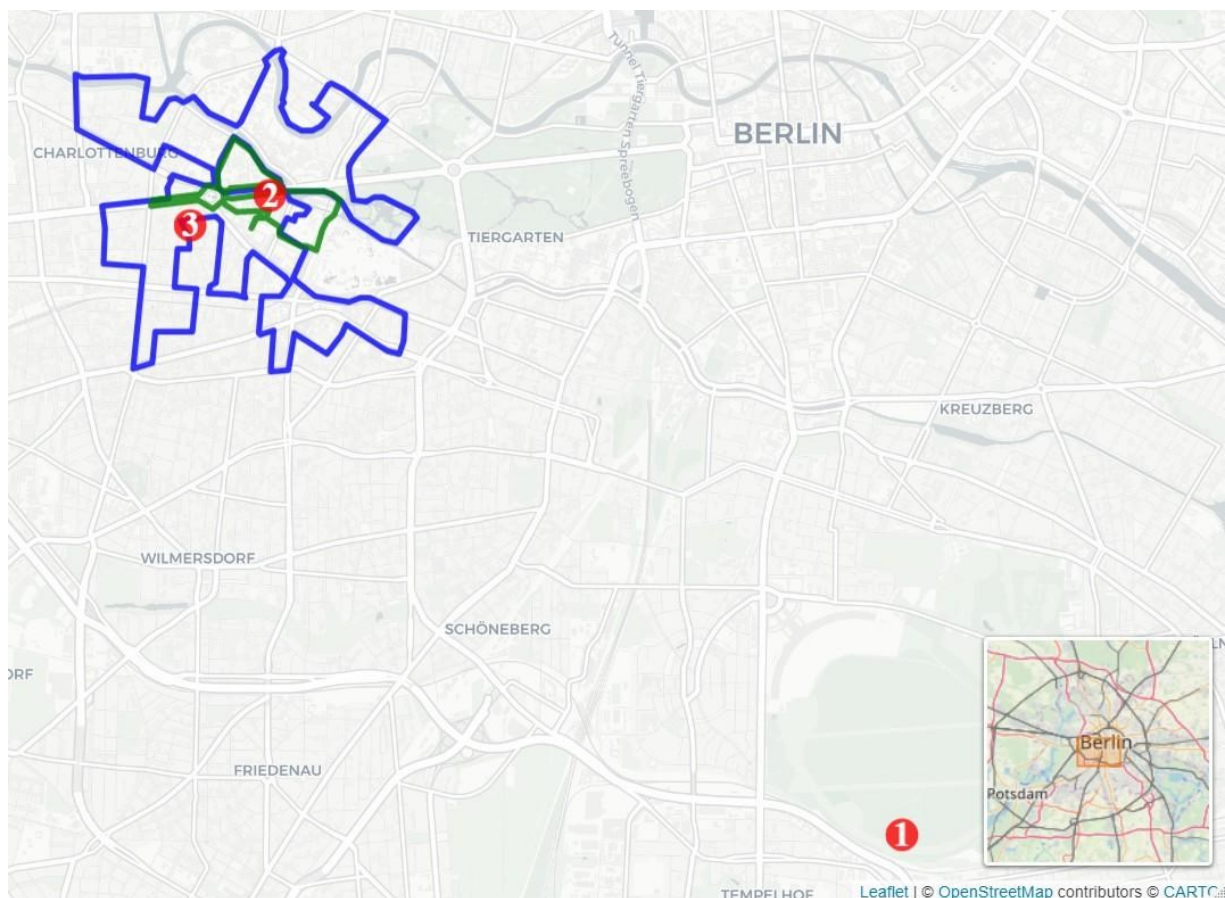 Tunnel Tiergarten Spreebogen
BERLIN
CHARLOTTENBURG
2
3
TIERGARTEN
KREUZBERG
WILMERSDORF
SCHÖNEBERG
FRIEDENAU
Berlin
Potsdam
1
TEMPELHOF
Leaflet | © OpenStreetMap contributors © CARTO